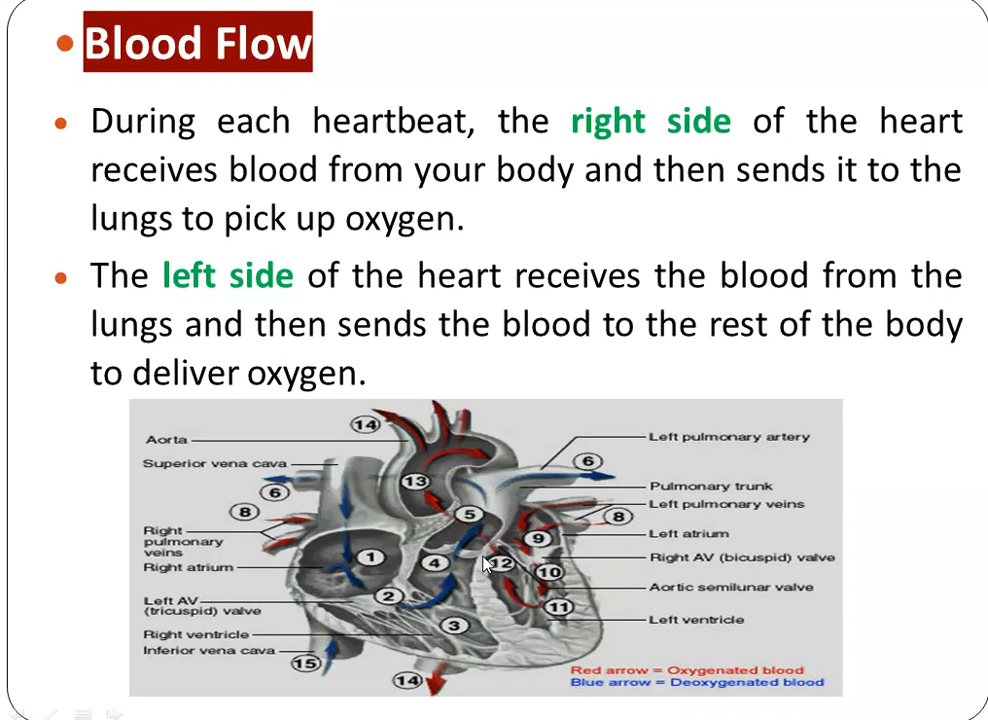 • Blood Flow
• During each heartbeat, the right side of the heart
receives blood from your body and then sends it to the
lungs to pick up oxygen.
• The left side of the heart receives the blood from the
lungs and then sends the blood to the rest of the body
to deliver oxygen.
Aorta
Superior vena cava
Right
pulmonary
veins
Right atrium
Left AV
(tricuspid) valve
Right ventricle
Inferior vena cava
14
6
8
13
5
1
4
2
3
15
14
6
8
9
12
10
11
Left pulmonary artery
Pulmonary trunk
Left pulmonary veins
Left atrium
Right AV (bicuspid) valve
Aortic semilunar valve
Left ventricle
Red arrow = Oxygenated blood
Blue arrow = Deoxygenated blood